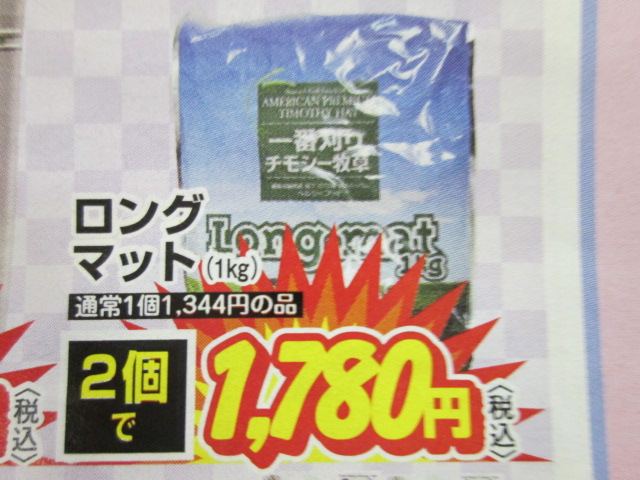 AMERICAN PREMIUM
TIMOTHY HAY
一番刈り
チモシー牧草
Longmat
1kg
ロング
マット(1kg)
通常1個1,344円の品
2個
で
1,780円
〈税込〉
〈税込〉